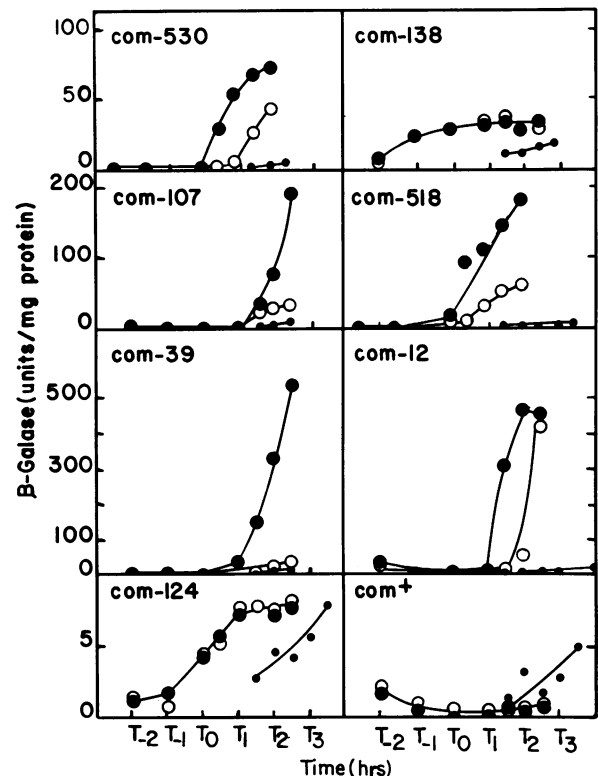 β-Galase (units/mg protein)
100
50
0
com-530
com-138
200
100
0
com-107
com-518
500
300
100
0
com-39
com-12
5
0
com-124
com+
T-2 T-1 T0 T1 T2 T3
T-2 T-1 T0 T1 T2 T3
Time (hrs)